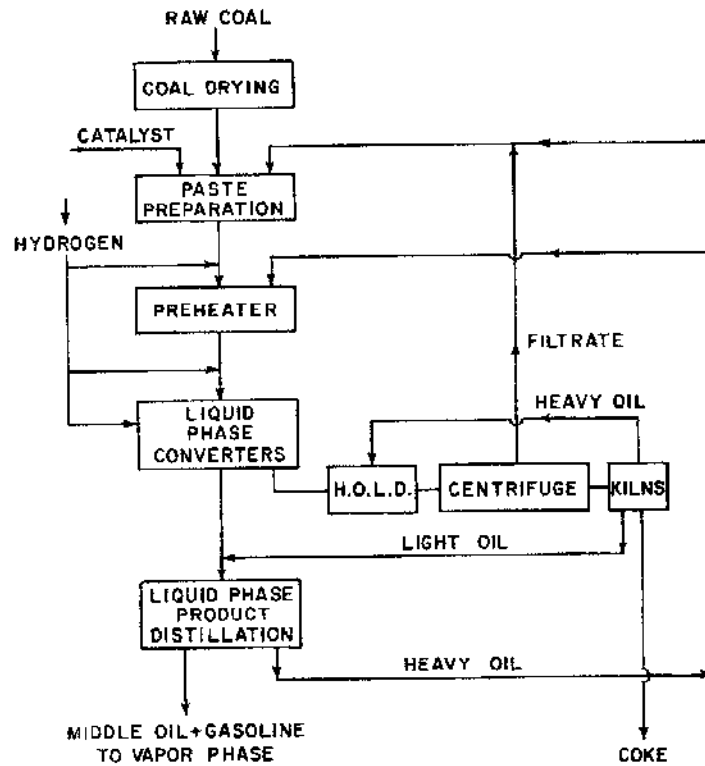 RAW COAL
COAL DRYING
CATALYST
PASTE
PREPARATION
HYDROGEN
PREHEATER
FILTRATE
HEAVY OIL
LIQUID
PHASE
CONVERTERS
H.O.L.D.
CENTRIFUGE
KILNS
LIGHT OIL
LIQUID PHASE
PRODUCT
DISTILLATION
HEAVY OIL
MIDDLE OIL+GASOLINE
TO VAPOR PHASE
COKE